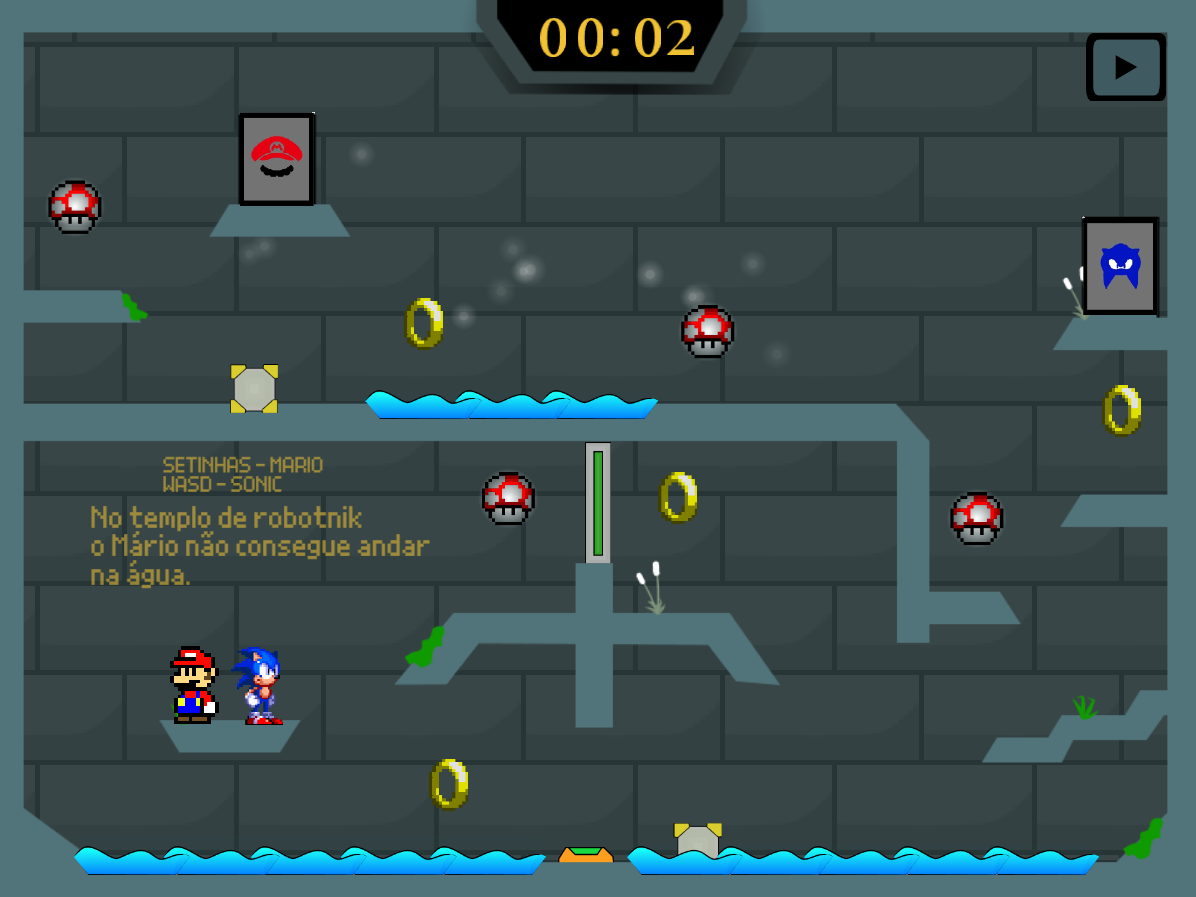 00:02
SETINHAS - MARIO
WASD - SONIC
No templo de robotnik
o Mário não consegue andar
na água.